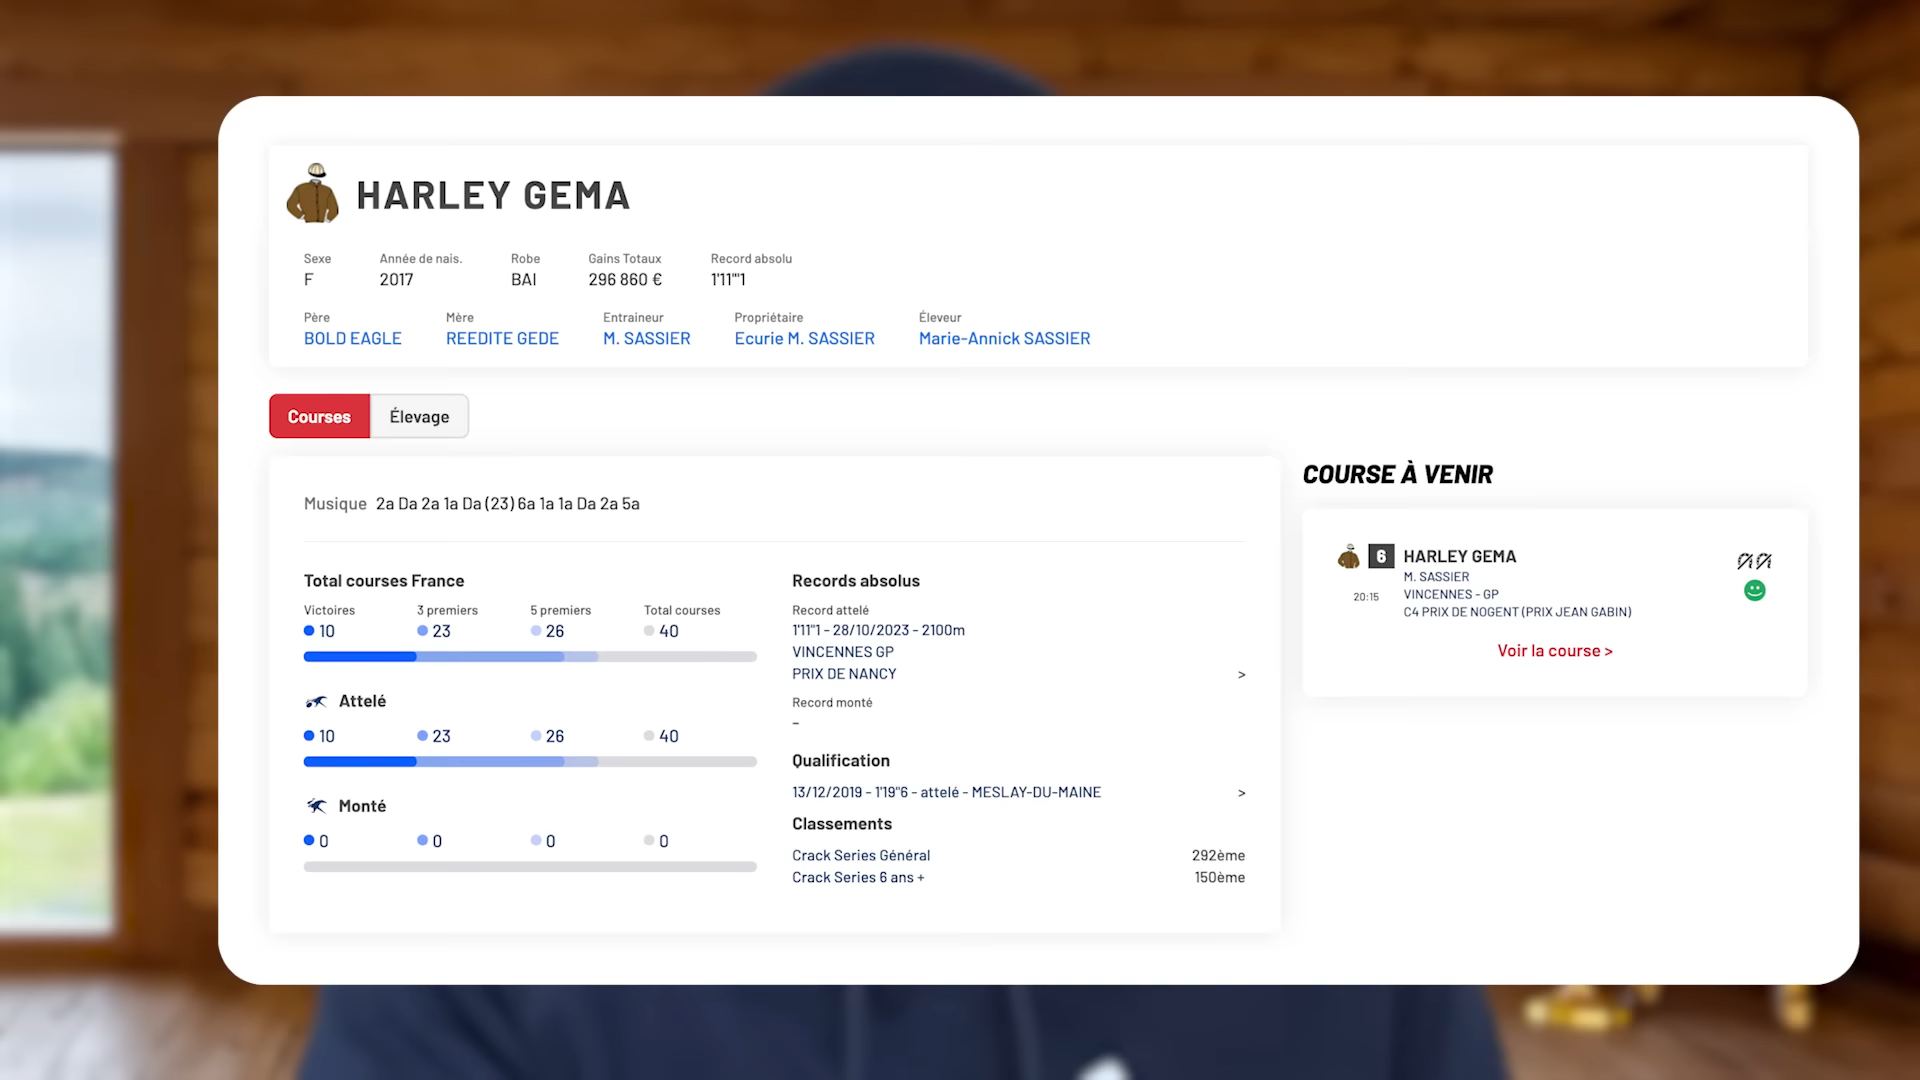 HARLEY GEMA
Sexe Année de nais. Robe Gains Totaux Record absolu
F 2017 BAI 296 860 € 1'11'"1
Père Mère Entraineur Propriétaire Éleveur
BOLD EAGLE REEDITE GEDE M. SASSIER Ecurie M. SASSIER Marie-Annick SASSIER
Courses Élevage
Musique 2a Da 2a 1a Da (23) 6a 1a 1a Da 2a 5a
Total courses France
Victoires 3 premiers 5 premiers Total courses
10 23 26 40
Attelé
10 23 26 40
Monté
0 0 0 0
Records absolus
Record attelé
1'11"1 - 28/10/2023 - 2100m
VINCENNES GP
PRIX DE NANCY >
Record monté
–
Qualification
13/12/2019 - 1'19"6 - attelé - MESLAY-DU-MAINE >
Classements
Crack Series Général 292ème
Crack Series 6 ans + 150ème
COURSE À VENIR
6 HARLEY GEMA
M. SASSIER
20:15 VINCENNES - GP
C4 PRIX DE NOGENT (PRIX JEAN GABIN)
Voir la course >